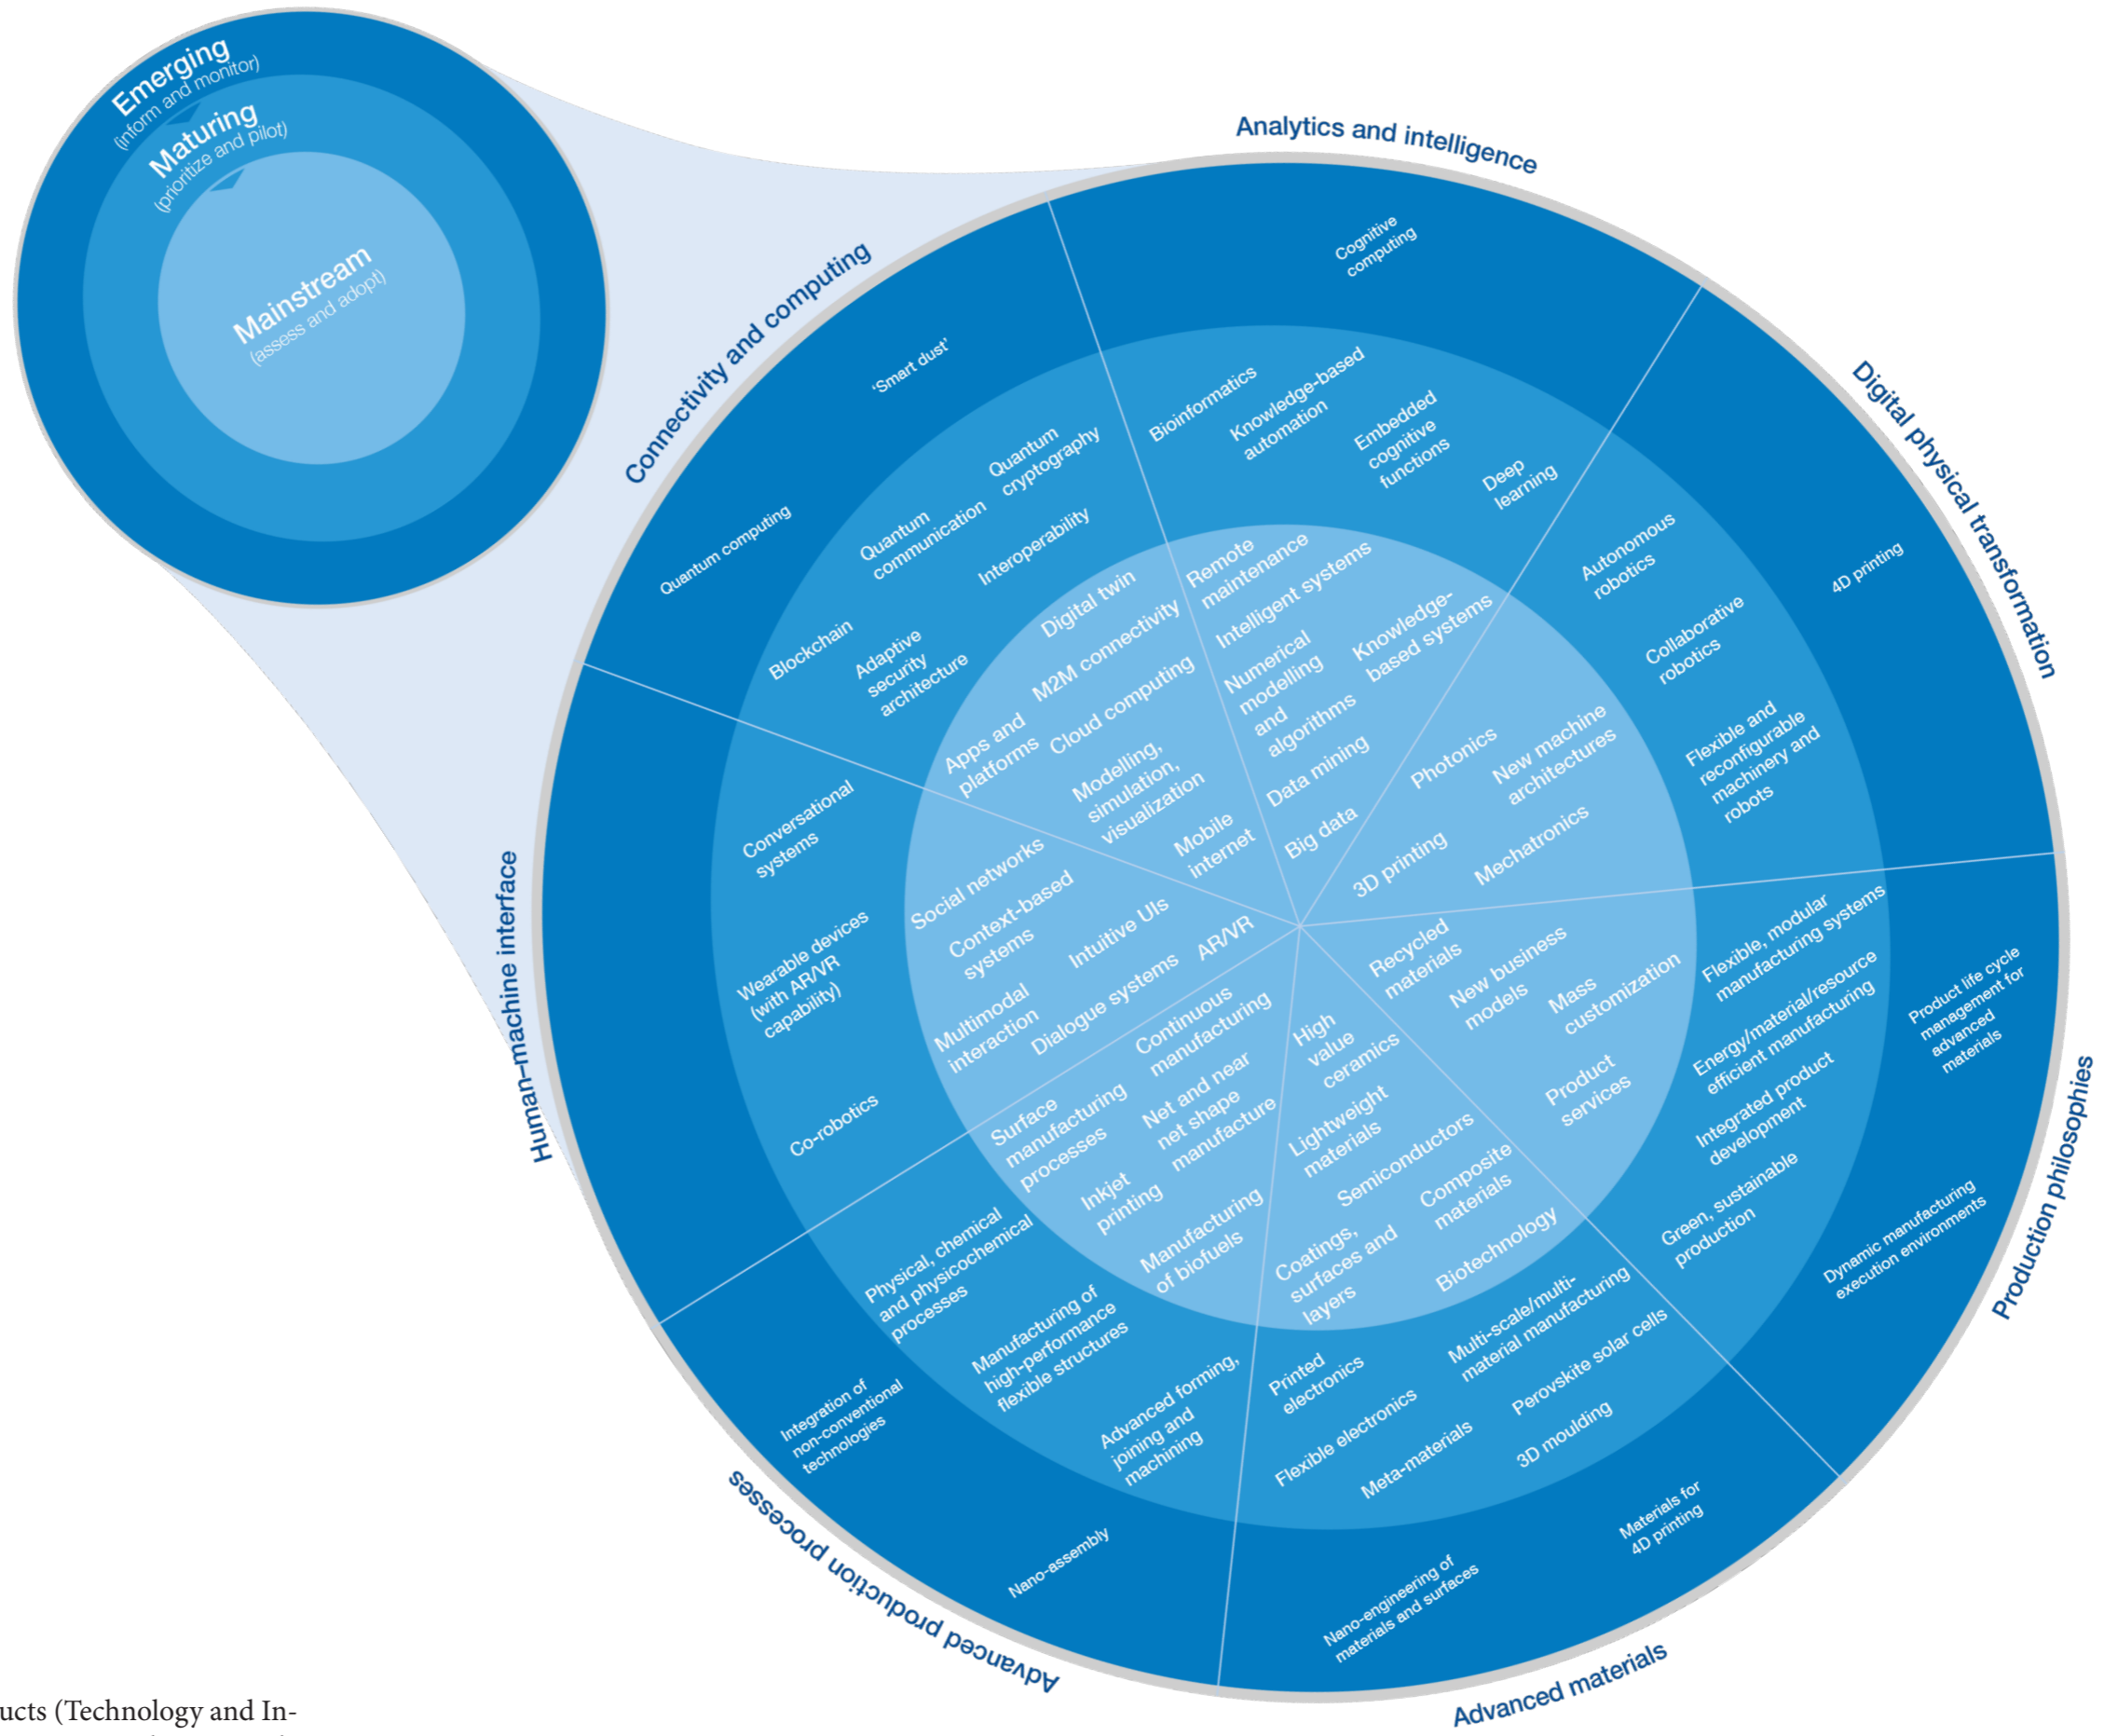 Emerging
(inform and monitor)
Maturing
(prioritize and pilot)
Mainstream
(assess and adopt)
Analytics and intelligence
Cognitive
computing
Bioinformatics
Knowledge-based
automation
Embedded
cognitive
functions
Deep
learning
Remote
maintenance
Intelligent systems
Knowledge-
based systems
Numerical
modelling
and
algorithms
Data mining
Big data
Digital physical transformation
4D printing
Autonomous
robotics
Collaborative
robotics
Flexible and
reconfigurable
machinery and
robots
Photonics
New machine
architectures
3D printing
Mechatronics
Production philosophies
Product life cycle
management for
advanced
materials
Dynamic manufacturing
execution environments
Flexible, modular
manufacturing systems
Energy/material/resource
efficient manufacturing
Integrated product
development
Green, sustainable
production
Recycled
materials
New business
models
Mass
customization
Product
services
Advanced materials
Materials for
4D printing
Nano-engineering of
materials and surfaces
Multi-scale/multi-
material manufacturing
Perovskite solar cells
3D moulding
Printed
electronics
Flexible electronics
Meta-materials
High
value
ceramics
Lightweight
materials
Semiconductors
Composite
materials
Coatings,
surfaces and
layers
Biotechnology
Advanced production processes
Integration of
non-conventional
technologies
Nano-assembly
Physical, chemical
and physicochemical
processes
Manufacturing of
high-performance
flexible structures
Advanced forming,
joining and
machining
Continuous
manufacturing
Surface
manufacturing
processes
Net and near
net shape
manufacture
Inkjet
printing
Manufacturing
of biofuels
Human–machine interface
Conversational
systems
Wearable devices
(with AR/VR
capability)
Co-robotics
Social networks
Context-based
systems
Intuitive UIs
AR/VR
Multimodal
interaction
Dialogue systems
Connectivity and computing
'Smart dust'
Quantum computing
Quantum
cryptography
Quantum
communication
Interoperability
Blockchain
Adaptive
security
architecture
Digital twin
M2M connectivity
Cloud computing
Apps and
platforms
Modelling,
simulation,
visualization
Mobile
internet
ucts (Technology and In-